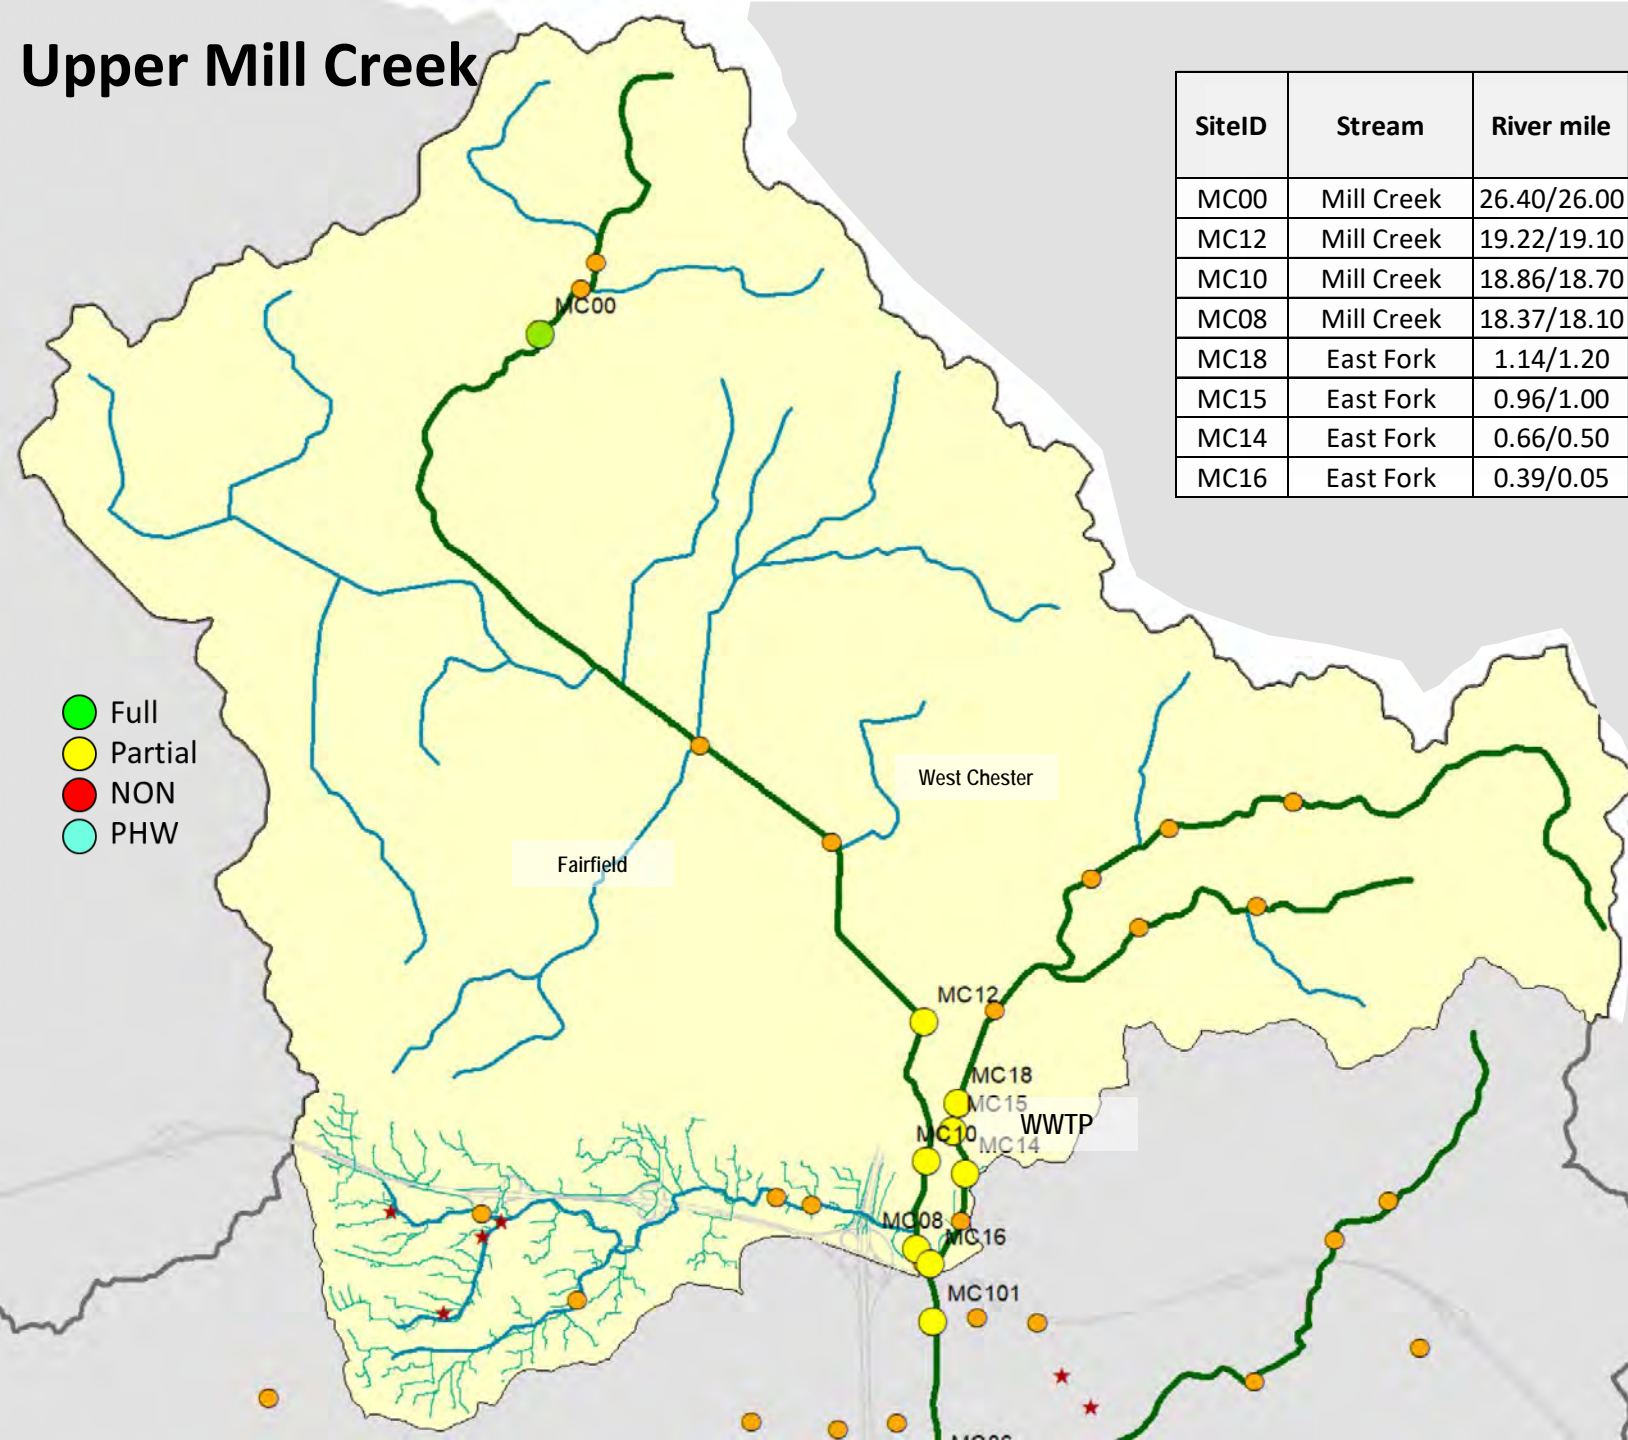 Upper Mill Creek
SiteID Stream River mile
MC00 Mill Creek 26.40/26.00
MC12 Mill Creek 19.22/19.10
MC10 Mill Creek 18.86/18.70
MC08 Mill Creek 18.37/18.10
MC18 East Fork 1.14/1.20
MC15 East Fork 0.96/1.00
MC14 East Fork 0.66/0.50
MC16 East Fork 0.39/0.05
MC00
Full
Partial
NON
PHW
West Chester
Fairfield
MC12
MC18
MC15
WWTP
MC10
MC14
MC08
MC16
MC101